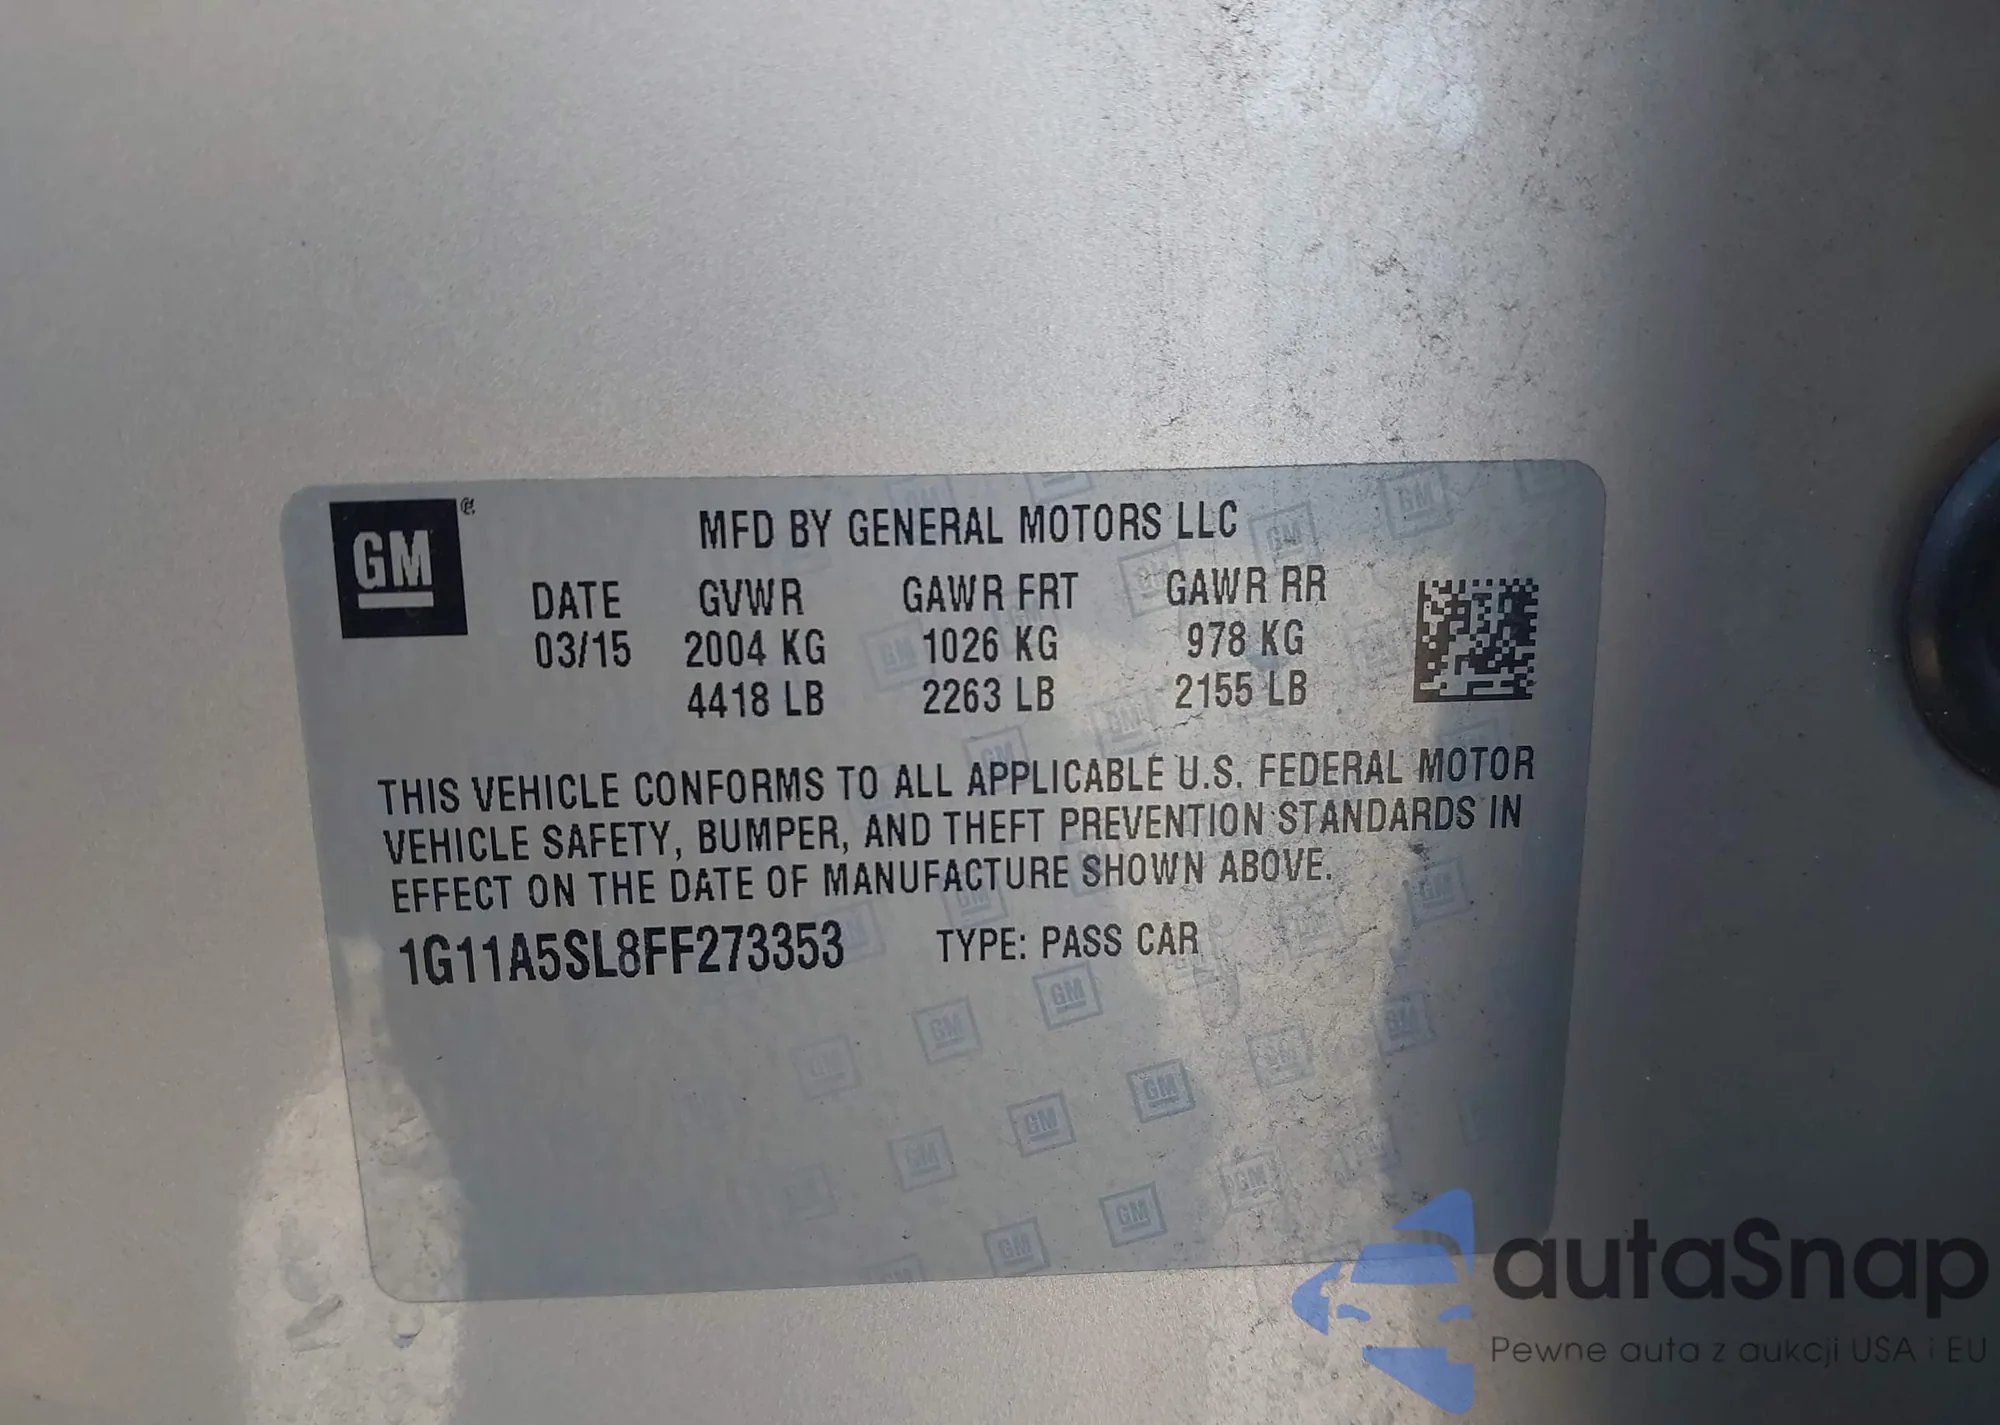 GM
MFD BY GENERAL MOTORS LLC
DATE GVWR GAWR FRT GAWR RR
03/15 2004 KG 1026 KG 978 KG
4418 LB 2263 LB 2155 LB
THIS VEHICLE CONFORMS TO ALL APPLICABLE U.S. FEDERAL MOTOR
VEHICLE SAFETY, BUMPER, AND THEFT PREVENTION STANDARDS IN
EFFECT ON THE DATE OF MANUFACTURE SHOWN ABOVE.
1G11A5SL8FF273353 TYPE: PASS CAR
autaSnap
Pewne auta z aukcji USA i EU